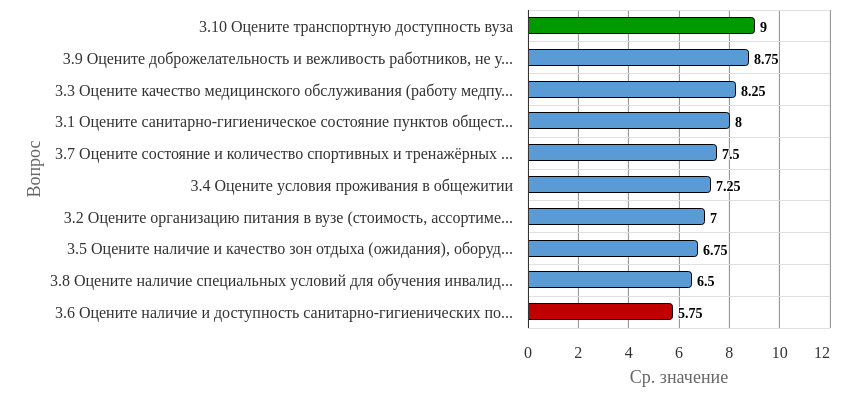 3.10 Оцените транспортную доступность вуза 9
3.9 Оцените доброжелательность и вежливость работников, не у... 8.75
3.3 Оцените качество медицинского обслуживания (работу медпу... 8.25
3.1 Оцените санитарно-гигиеническое состояние пунктов общест... 8
3.7 Оцените состояние и количество спортивных и тренажёрных ... 7.5
3.4 Оцените условия проживания в общежитии 7.25
3.2 Оцените организацию питания в вузе (стоимость, ассортиме... 7
3.5 Оцените наличие и качество зон отдыха (ожидания), оборуд... 6.75
3.8 Оцените наличие специальных условий для обучения инвалид... 6.5
3.6 Оцените наличие и доступность санитарно-гигиенических по... 5.75
Вопрос
0 2 4 6 8 10 12
Ср. значение